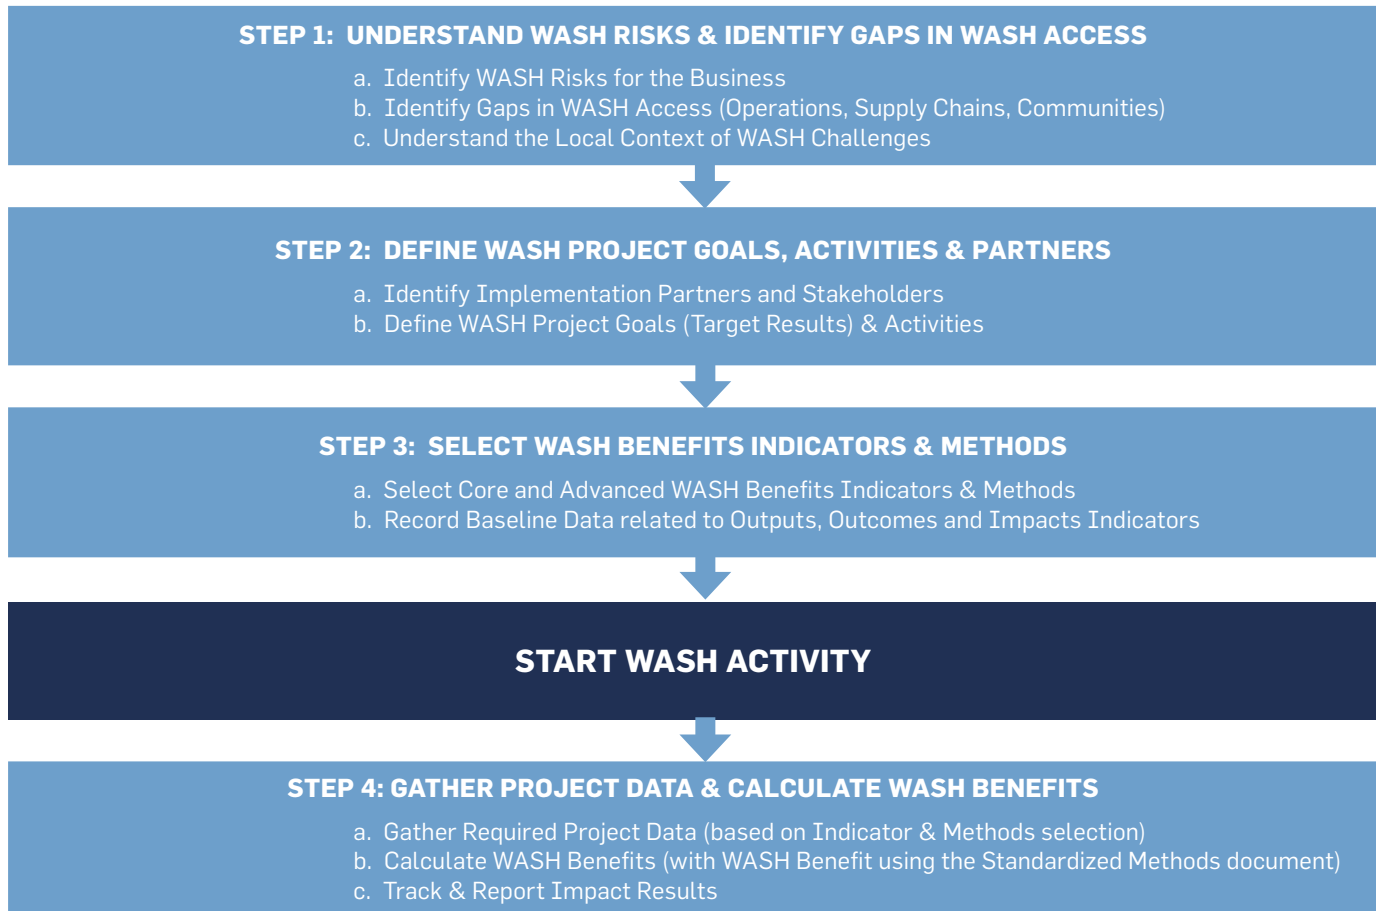 STEP 1: UNDERSTAND WASH RISKS & IDENTIFY GAPS IN WASH ACCESS
a. Identify WASH Risks for the Business
b. Identify Gaps in WASH Access (Operations, Supply Chains, Communities)
c. Understand the Local Context of WASH Challenges
STEP 2: DEFINE WASH PROJECT GOALS, ACTIVITIES & PARTNERS
a. Identify Implementation Partners and Stakeholders
b. Define WASH Project Goals (Target Results) & Activities
STEP 3: SELECT WASH BENEFITS INDICATORS & METHODS
a. Select Core and Advanced WASH Benefits Indicators & Methods
b. Record Baseline Data related to Outputs, Outcomes and Impacts Indicators
START WASH ACTIVITY
STEP 4: GATHER PROJECT DATA & CALCULATE WASH BENEFITS
a. Gather Required Project Data (based on Indicator & Methods selection)
b. Calculate WASH Benefits (with WASH Benefit using the Standardized Methods document)
c. Track & Report Impact Results